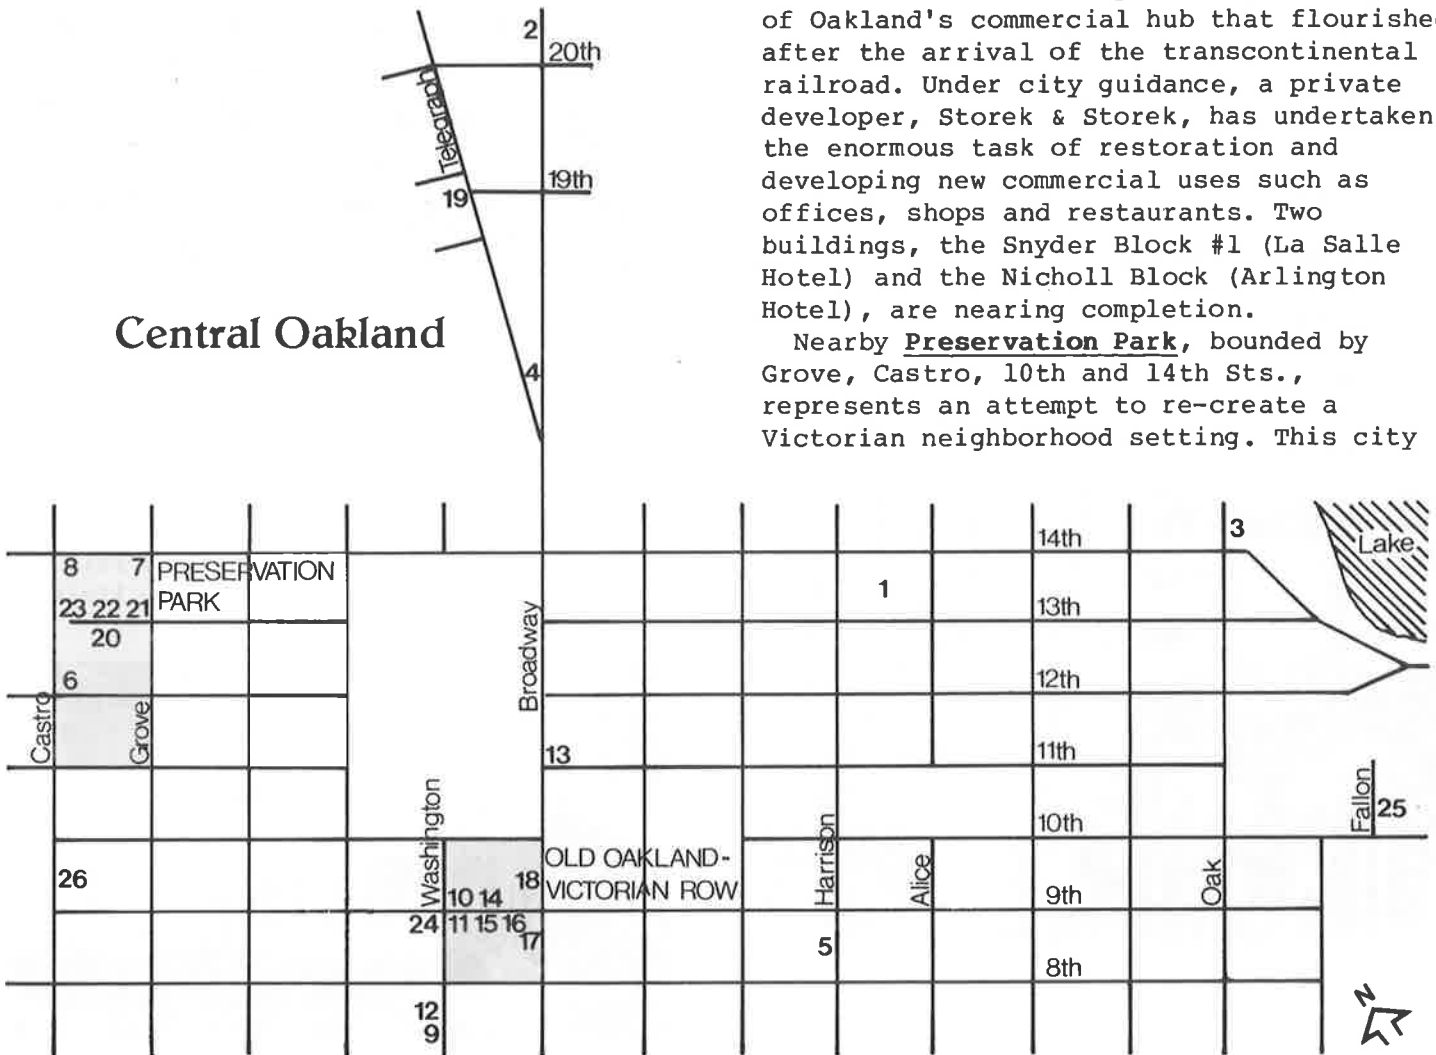 of Oakland's commercial hub that flourishe
after the arrival of the transcontinental
railroad. Under city guidance, a private
developer, Storek & Storek, has undertaken
the enormous task of restoration and
developing new commercial uses such as
offices, shops and restaurants. Two
buildings, the Snyder Block #1 (La Salle
Hotel) and the Nicholl Block (Arlington
Hotel), are nearing completion.
Nearby Preservation Park, bounded by
Grove, Castro, 10th and 14th Sts.,
represents an attempt to re-create a
Victorian neighborhood setting. This city
2
20th
Telegraph
19th
19
Central Oakland
4
14th
3
Lake
8 7 PRESERVATION
PARK
23 22 21
20
1
13th
6
12th
Castro
Grove
Broadway
13
11th
Washington
Harrison
10th
Fallon
25
26
OLD OAKLAND-
VICTORIAN ROW
18
10 14
Alice
9th
Oak
24 11 15 16
17
5
8th
12
9
N